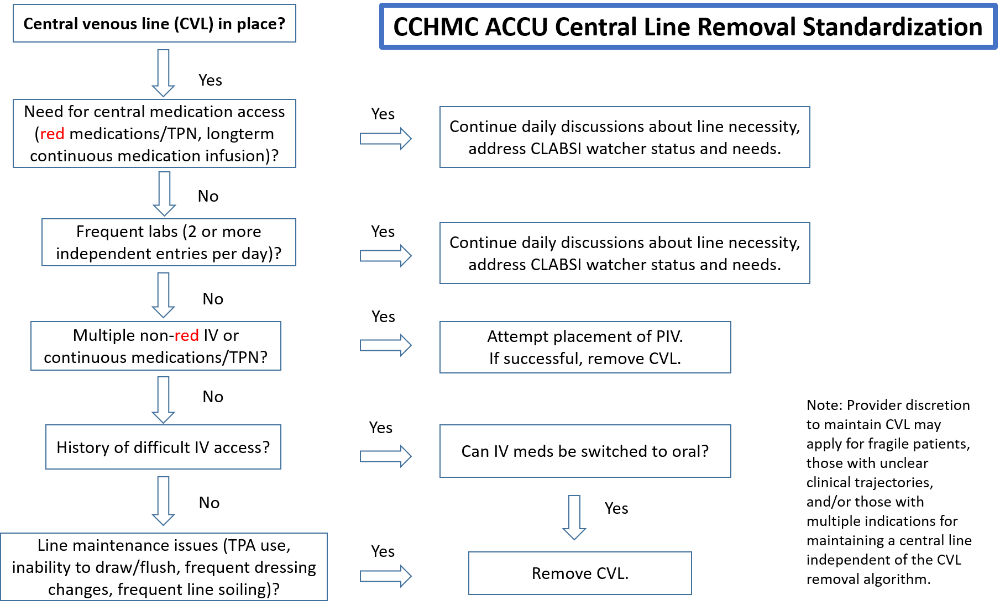 Central venous line (CVL) in place?
CCHMC ACCU Central Line Removal Standardization
Yes
Need for central medication access
(red medications/TPN, longterm
continuous medication infusion)?
Yes
Continue daily discussions about line necessity,
address CLABSI watcher status and needs.
No
Frequent labs (2 or more
independent entries per day)?
Yes
Continue daily discussions about line necessity,
address CLABSI watcher status and needs.
No
Multiple non-red IV or
continuous medications/TPN?
Yes
Attempt placement of PIV.
If successful, remove CVL.
No
History of difficult IV access?
Yes
Can IV meds be switched to oral?
Yes
No
Line maintenance issues (TPA use,
inability to draw/flush, frequent dressing
changes, frequent line soiling)?
Yes
Remove CVL.
Note: Provider discretion
to maintain CVL may
apply for fragile patients,
those with unclear
clinical trajectories,
and/or those with
multiple indications for
maintaining a central line
independent of the CVL
removal algorithm.